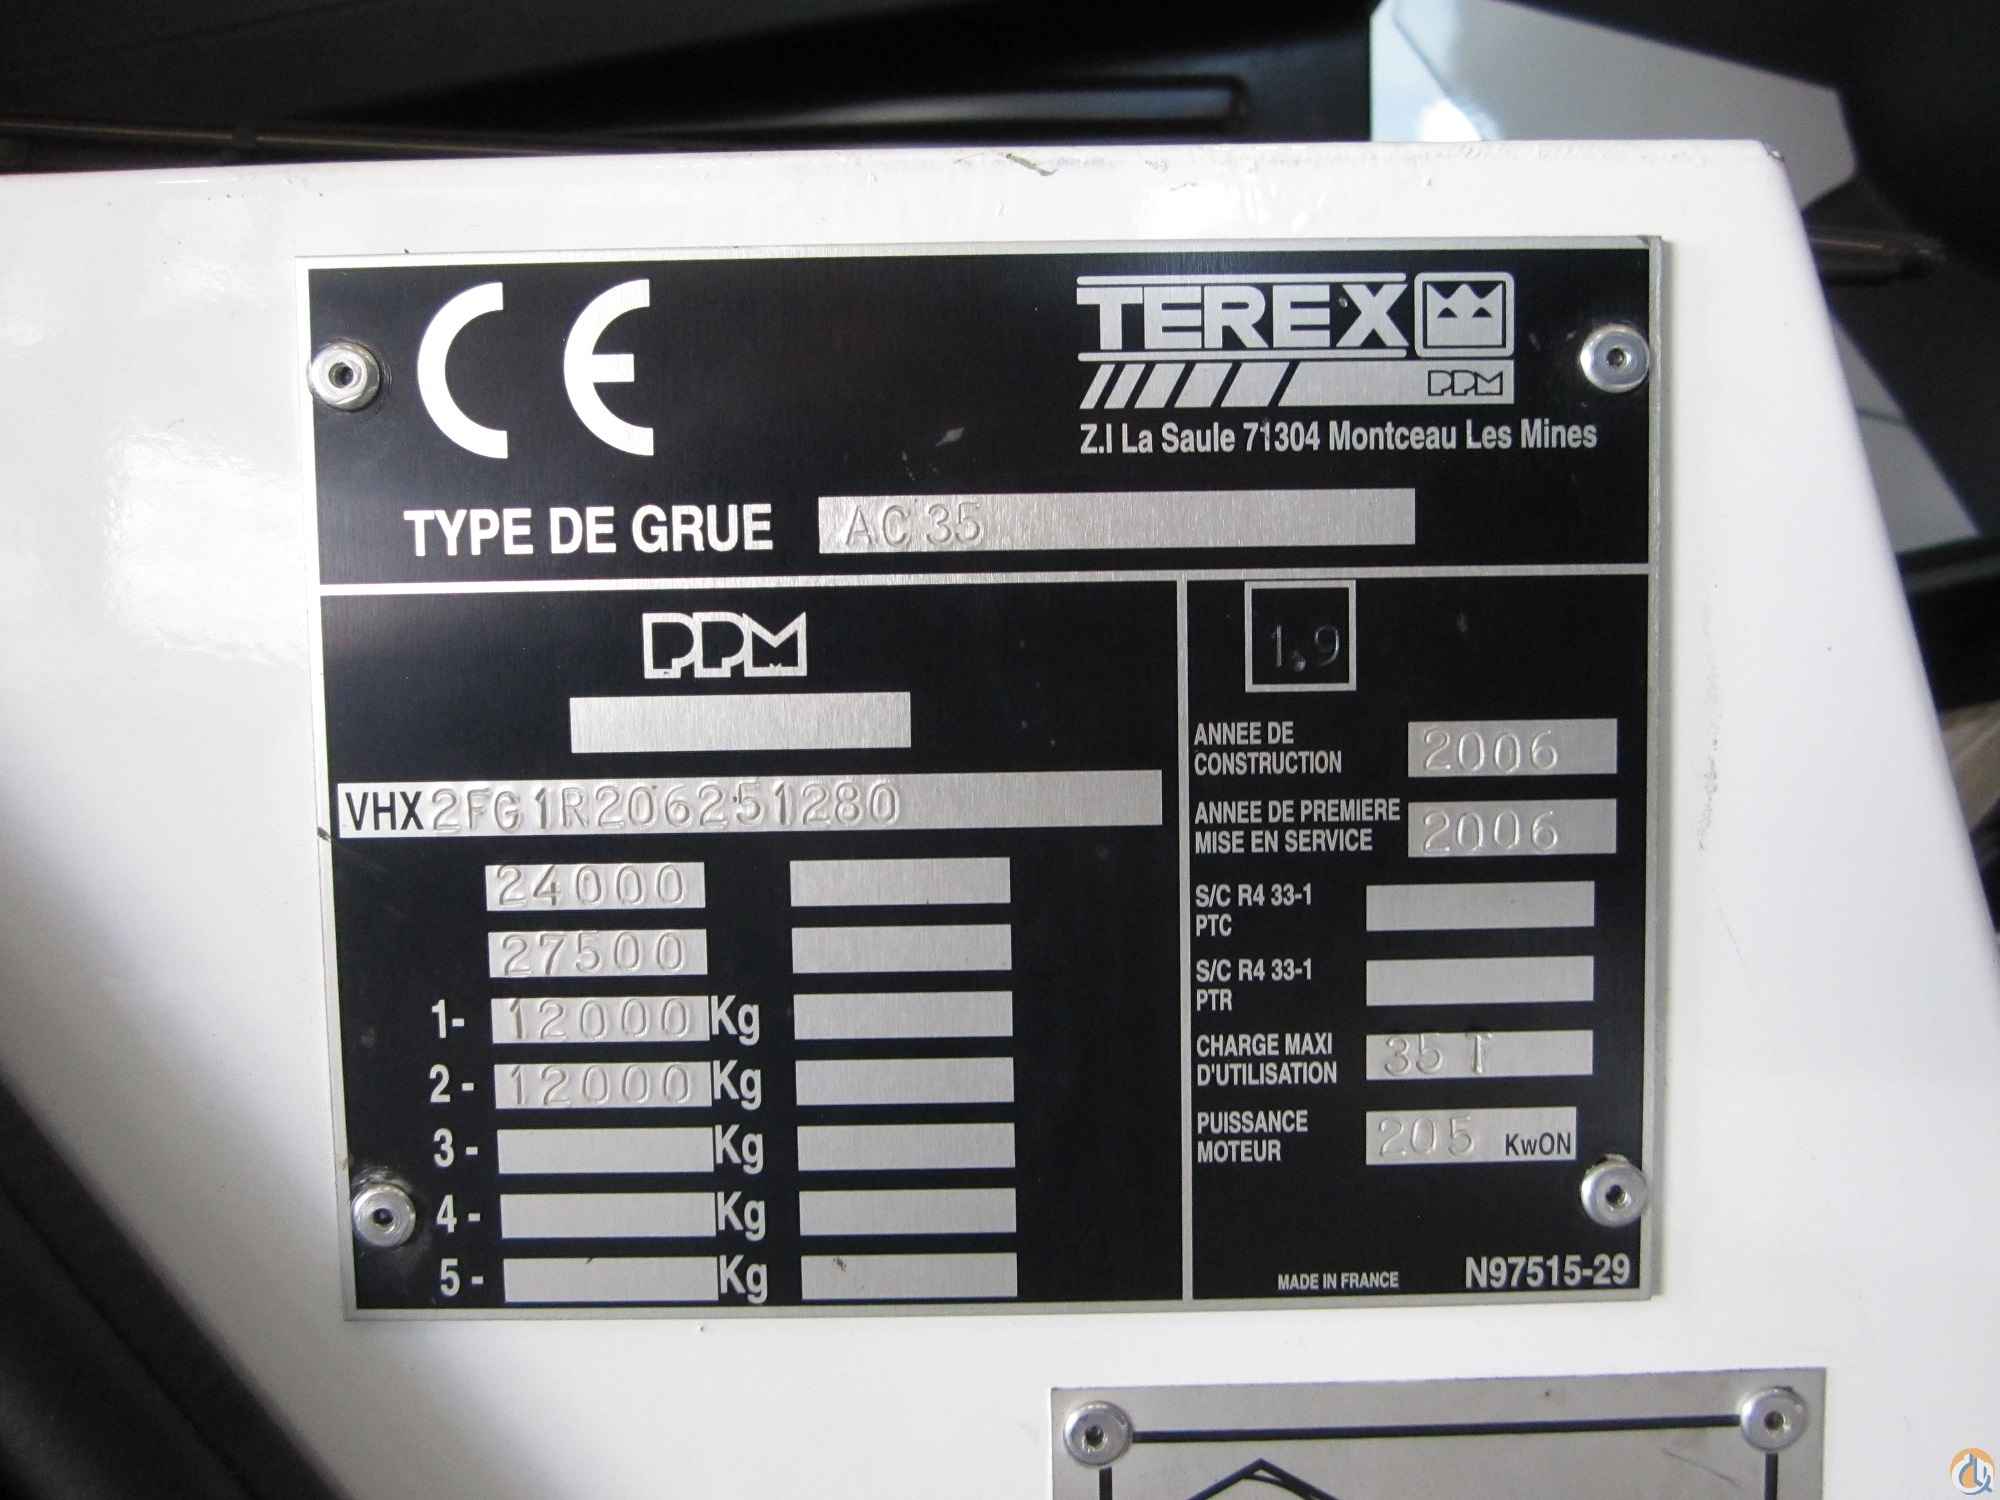 CE
TEREX
PPM
Z.I La Saule 71304 Montceau Les Mines
TYPE DE GRUE AC 35
PPM
VHX2FG1R206251280
24000
27500
1- 12000 Kg
2- 12000 Kg
3- Kg
4- Kg
5- Kg
1.9
ANNEE DE
CONSTRUCTION 2006
ANNEE DE PREMIERE
MISE EN SERVICE 2006
S/C R4 33-1
PTC
S/C R4 33-1
PTR
CHARGE MAXI
D'UTILISATION 35 T
PUISSANCE
MOTEUR 205 KwON
MADE IN FRANCE N97515-29